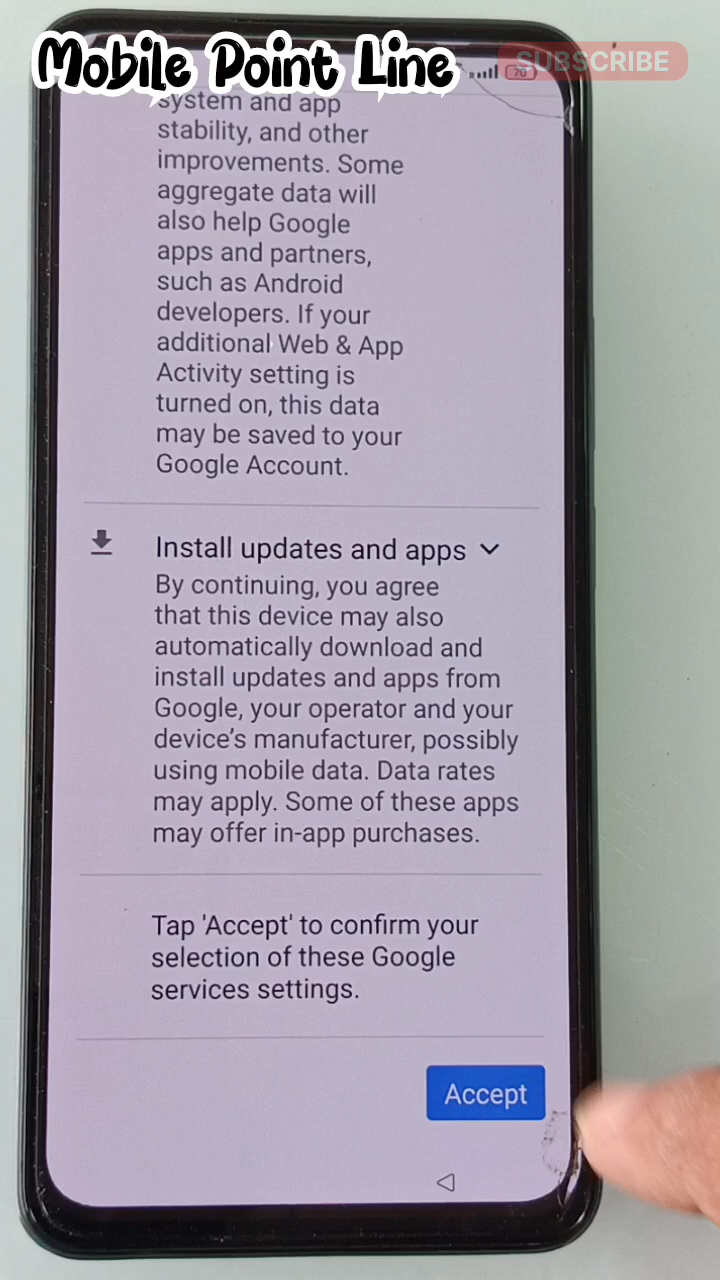 Mobile Point Line
SUBSCRIBE
70
system and app
stability, and other
improvements. Some
aggregate data will
also help Google
apps and partners,
such as Android
developers. If your
additional Web & App
Activity setting is
turned on, this data
may be saved to your
Google Account.
Install updates and apps
By continuing, you agree
that this device may also
automatically download and
install updates and apps from
Google, your operator and your
device's manufacturer, possibly
using mobile data. Data rates
may apply. Some of these apps
may offer in-app purchases.
Tap 'Accept' to confirm your
selection of these Google
services settings.
Accept